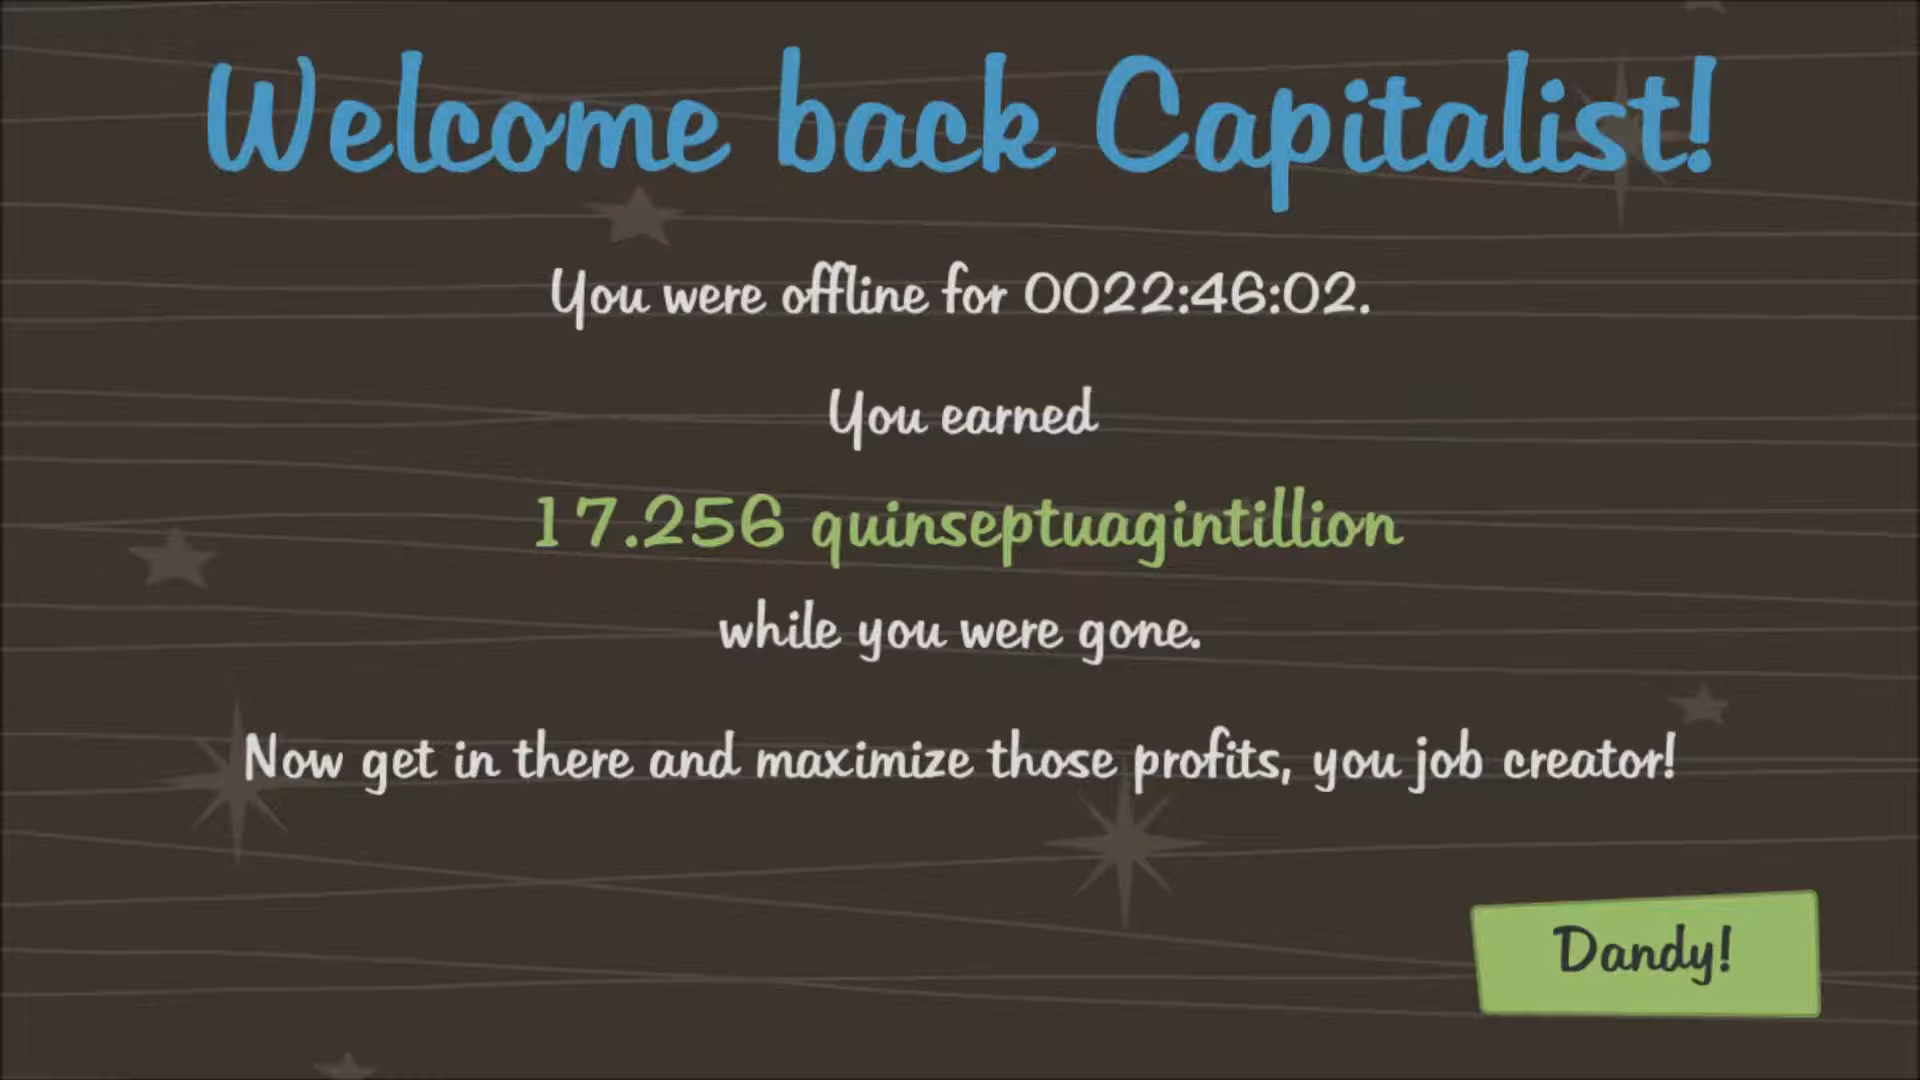 Welcome back Capitalist!
You were offline for 0022:46:02.
You earned
17.256 quinseptuagintillion
while you were gone.
Now get in there and maximize those profits, you job creator!
Dandy!